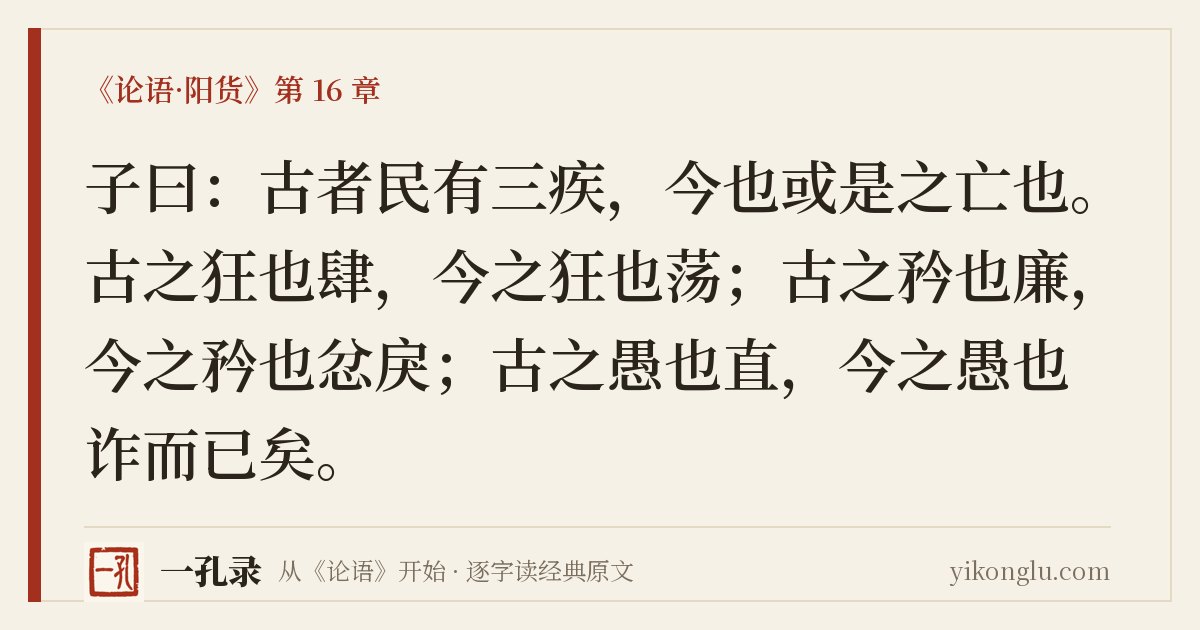 《论语·阳货》第 16 章
子曰：古者民有三疾，今也或是之亡也。
古之狂也肆，今之狂也荡；古之矜也廉，
今之矜也忿戾；古之愚也直，今之愚也
诈而已矣。
一孔
一孔录 从《论语》开始 · 逐字读经典原文 yikonglu.com